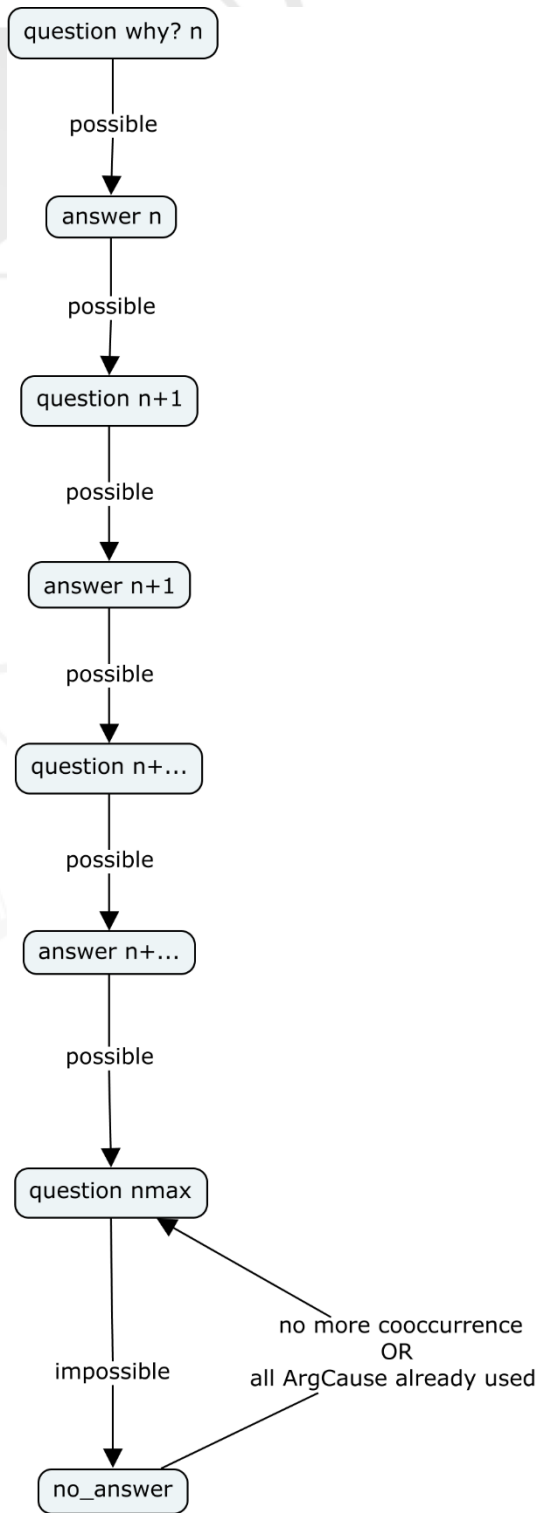 question why? n
possible
answer n
possible
question n+1
possible
answer n+1
possible
question n+...
possible
answer n+...
possible
question nmax
no more cooccurrence
OR
all ArgCause already used
impossible
no_answer